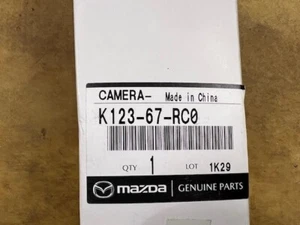 CAMERA- Made in China
K123-67-RC0
QTY 1 LOT 1K29
mazda GENUINE PARTS